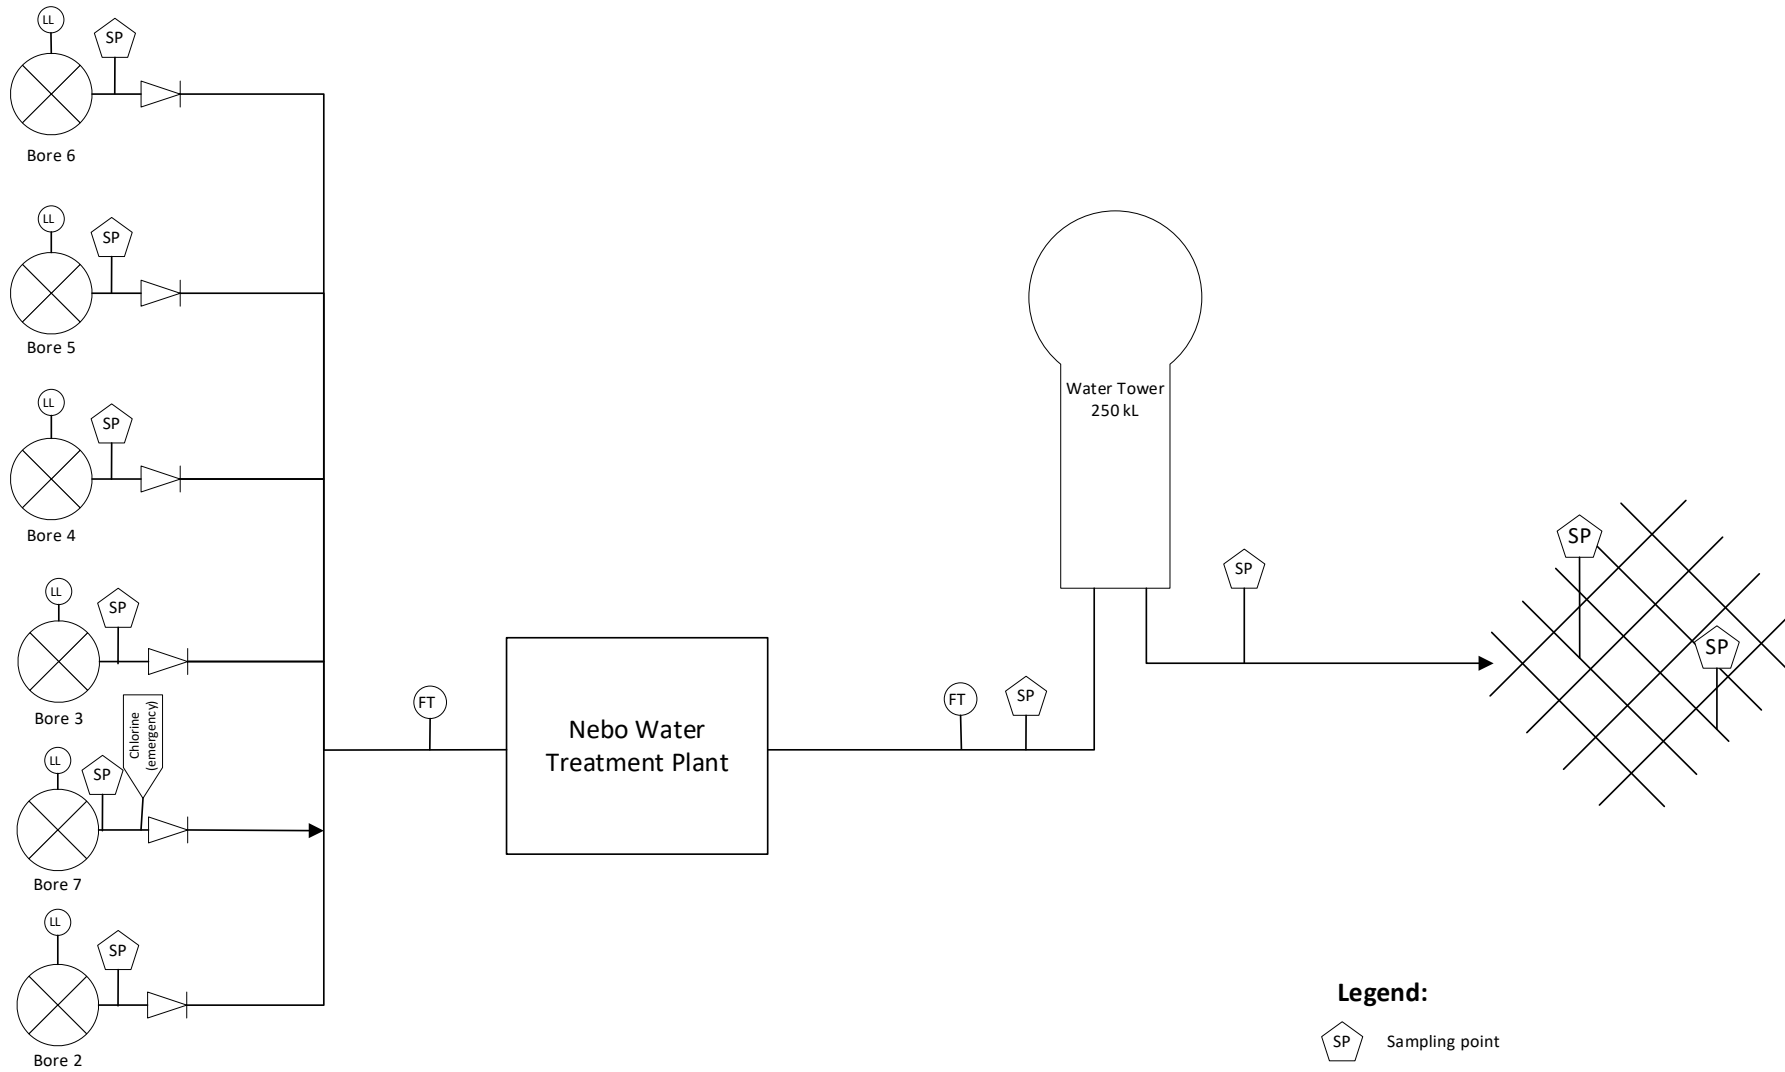 LL
SP
Bore 6
LL
SP
Bore 5
LL
SP
Bore 4
LL
SP
Bore 3
LL
SP
Chlorine
(emergency)
Bore 7
LL
SP
Bore 2
FT
Nebo Water
Treatment Plant
FT
SP
Water Tower
250 kL
SP
SP
SP
Legend:
SP
Sampling point